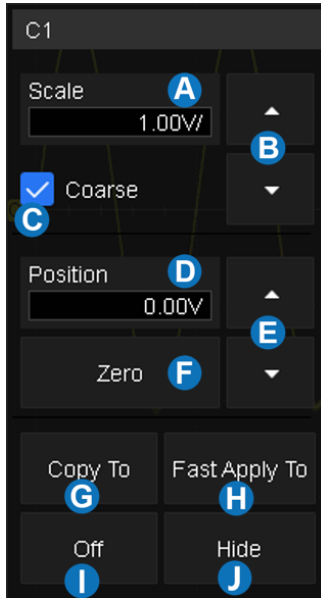 C1
Scale A
1.00V/
B
Coarse
C
Position D
0.00V
E
Zero F
Copy To Fast Apply To
G H
Off Hide
I J